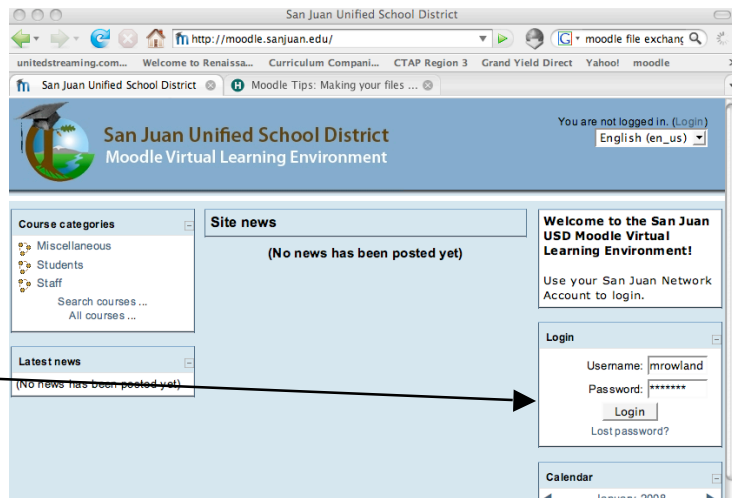 San Juan Unified School District
http://moodle.sanjuan.edu/
moodle file exchang
unitedstreaming.com... Welcome to Renaissa... Curriculum Compani... CTAP Region 3 Grand Yield Direct Yahoo! moodle
San Juan Unified School District Moodle Tips: Making your files ...
You are not logged in. (Login)
English (en_us)
San Juan Unified School District
Moodle Virtual Learning Environment
Course categories
Miscellaneous
Students
Staff
Search courses ...
All courses ...
Latest news
(No news has been posted yet)
Site news
(No news has been posted yet)
Welcome to the San Juan
USD Moodle Virtual
Learning Environment!
Use your San Juan Network
Account to login.
Login
Username: mrowland
Password: *******
Login
Lost password?
Calendar
January 2008